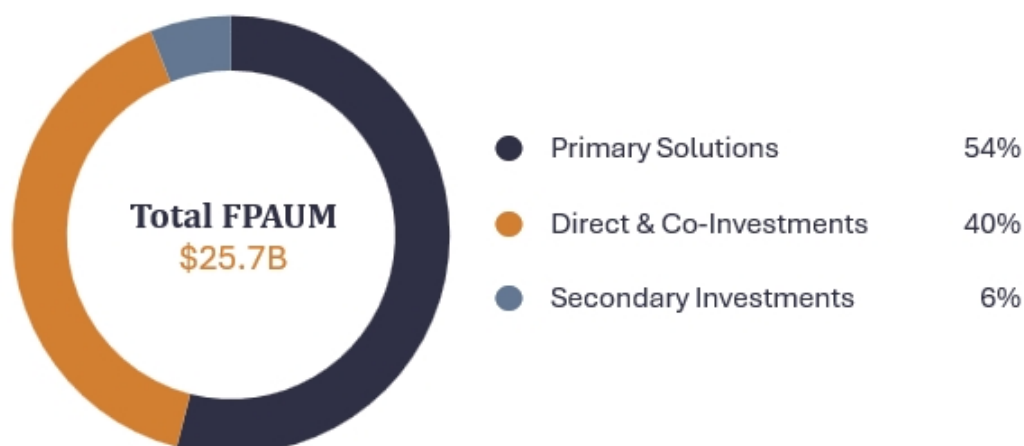 Total FPAUM
$25.7B
Primary Solutions 54%
Direct & Co-Investments 40%
Secondary Investments 6%